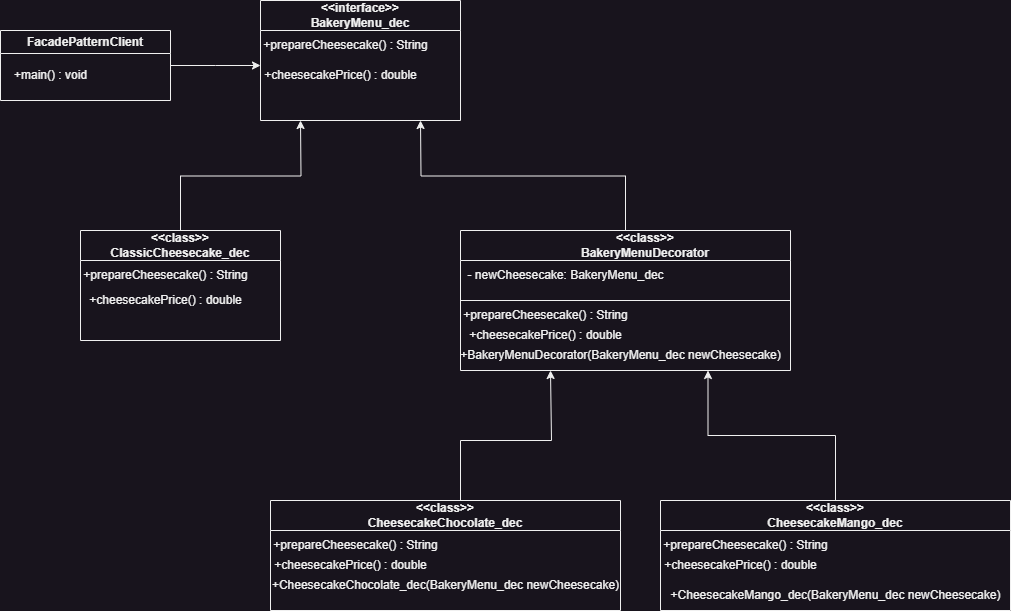 <<interface>>
BakeryMenu_dec
+prepareCheesecake() : String
+cheesecakePrice() : double
FacadePatternClient
+main() : void
<<class>>
ClassicCheesecake_dec
+prepareCheesecake() : String
+cheesecakePrice() : double
<<class>>
BakeryMenuDecorator
- newCheesecake: BakeryMenu_dec
+prepareCheesecake() : String
+cheesecakePrice() : double
+BakeryMenuDecorator(BakeryMenu_dec newCheesecake)
<<class>>
CheesecakeChocolate_dec
+prepareCheesecake() : String
+cheesecakePrice() : double
+CheesecakeChocolate_dec(BakeryMenu_dec newCheesecake)
<<class>>
CheesecakeMango_dec
+prepareCheesecake() : String
+cheesecakePrice() : double
+CheesecakeMango_dec(BakeryMenu_dec newCheesecake)